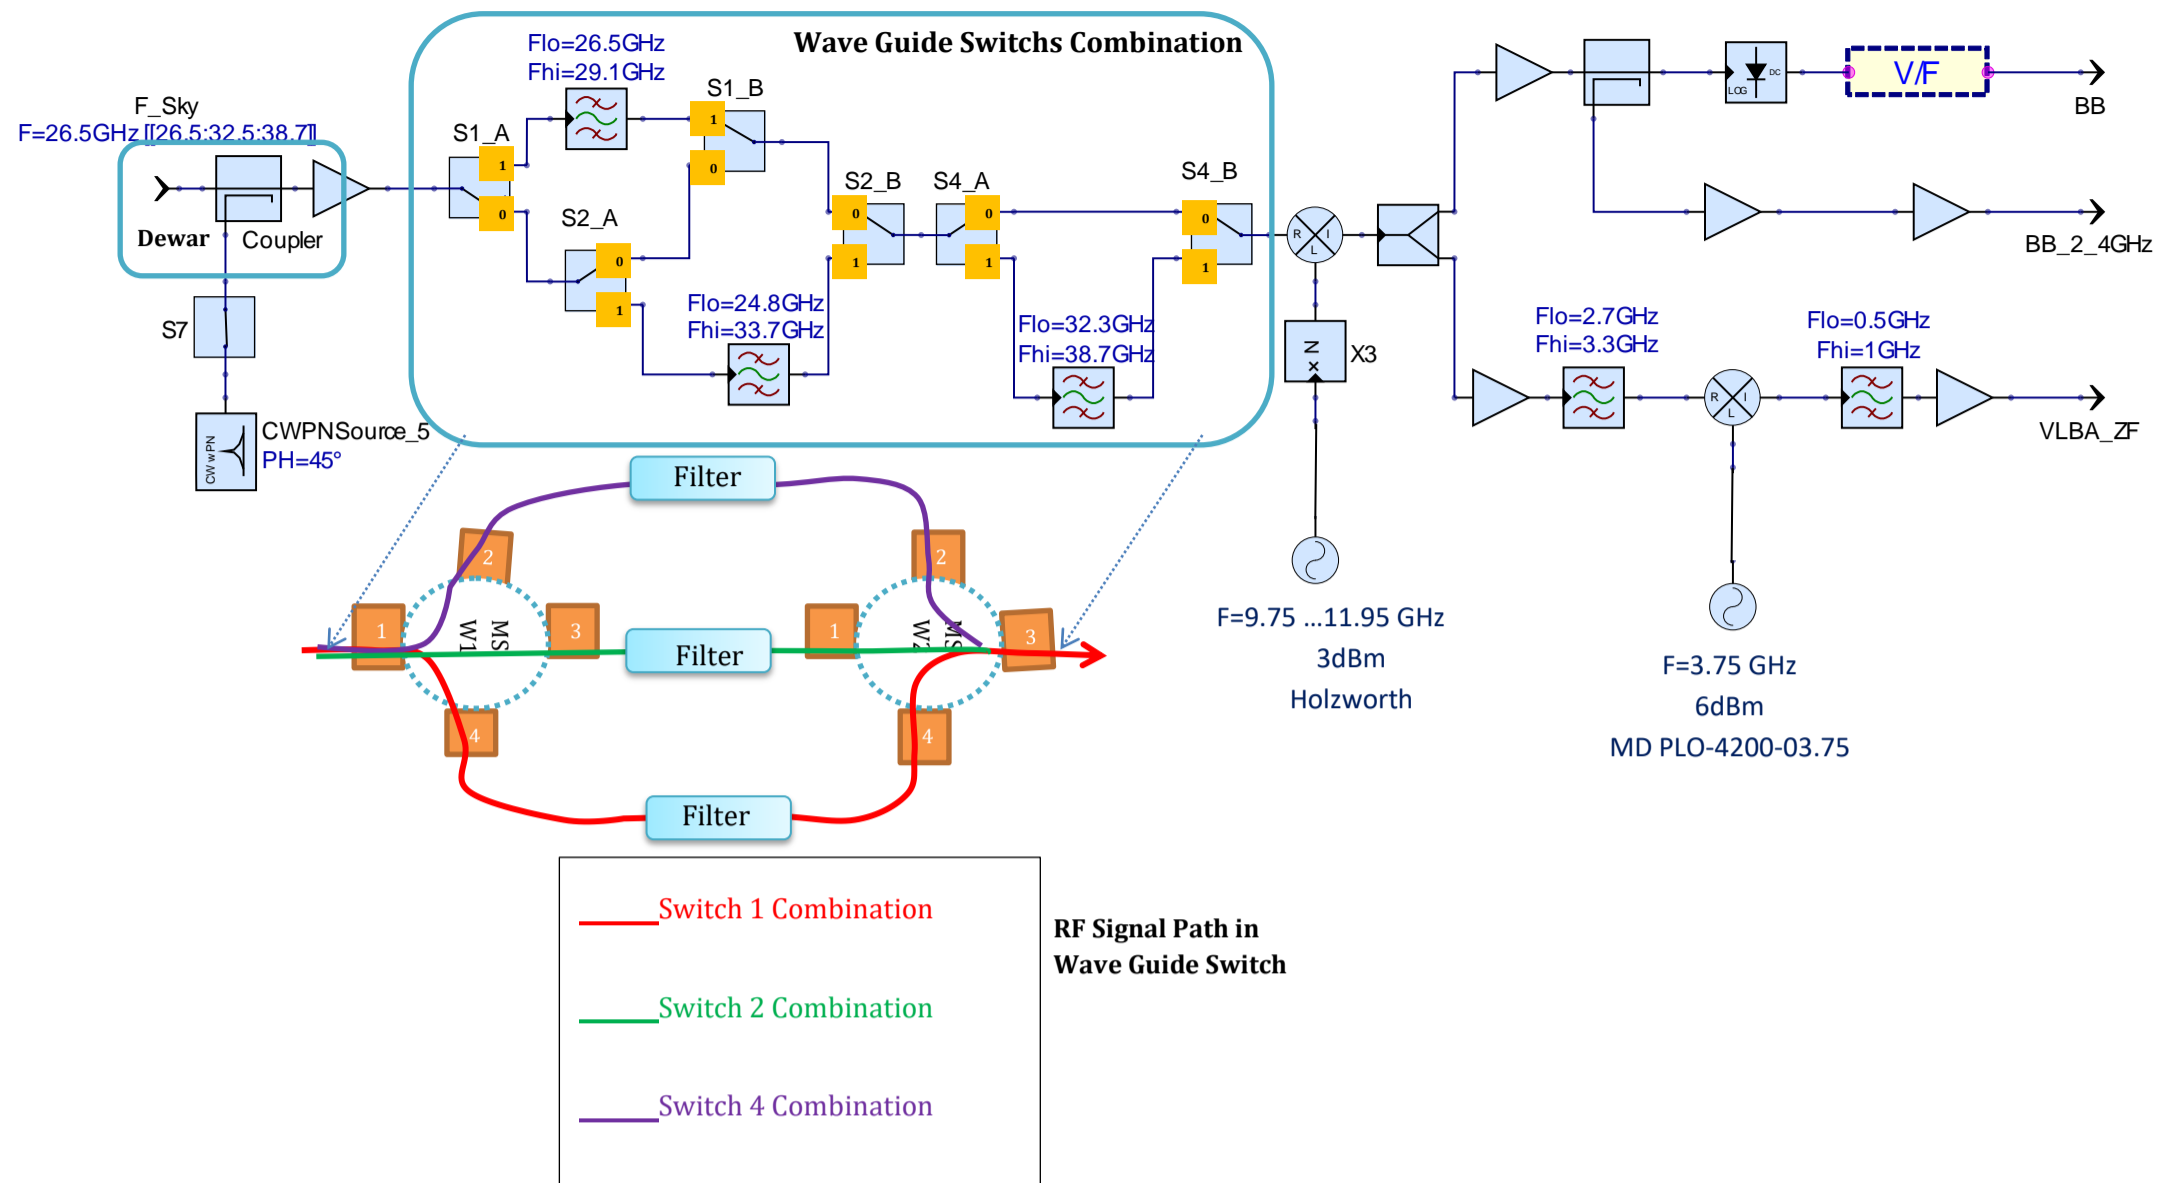 Wave Guide Switchs Combination
Flo=26.5GHz
Fhi=29.1GHz
F_Sky
F=26.5GHz [[26.5:32.5:38.7]]
Dewar
Coupler
S7
CWPNSource_5
PH=45°
CW w PN
S1_A
1
0
S1_B
1
0
S2_A
0
1
S2_B
0
1
Flo=24.8GHz
Fhi=33.7GHz
S4_A
0
1
S4_B
0
1
Flo=32.3GHz
Fhi=38.7GHz
R
I
L
N
×
X3
F=9.75 ...11.95 GHz
3dBm
Holzworth
LOG
DC
V/F
BB
BB_2_4GHz
Flo=2.7GHz
Fhi=3.3GHz
R
I
L
Flo=0.5GHz
Fhi=1GHz
VLBA_ZF
F=3.75 GHz
6dBm
MD PLO-4200-03.75
Filter
2
1
3
4
MS
W1
Filter
2
1
3
4
MS
W2
Filter
Switch 1 Combination
Switch 2 Combination
Switch 4 Combination
RF Signal Path in
Wave Guide Switch